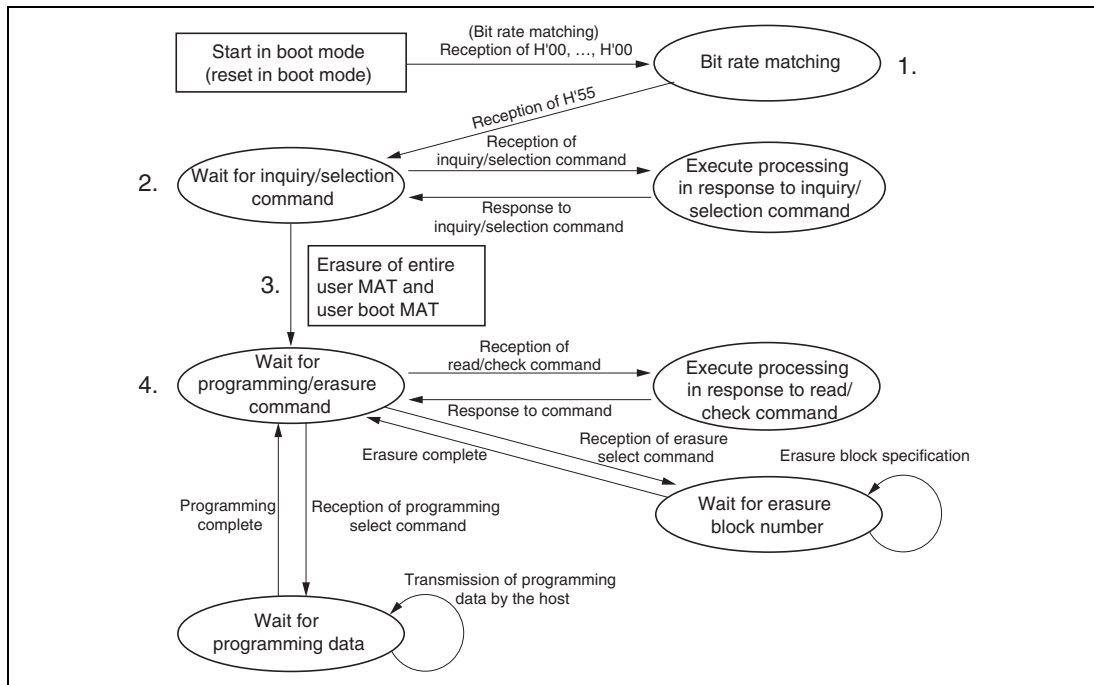 Start in boot mode
(reset in boot mode)
(Bit rate matching)
Reception of H'00, ..., H'00
Bit rate matching
1.
Reception of H'55
2.
Wait for inquiry/selection
command
Reception of
inquiry/selection command
Response to
inquiry/selection command
Execute processing
in response to inquiry/
selection command
3.
Erasure of entire
user MAT and
user boot MAT
4.
Wait for
programming/erasure
command
Reception of
read/check command
Response to command
Execute processing
in response to read/
check command
Erasure complete
Reception of erasure
select command
Erasure block specification
Wait for erasure
block number
Programming
complete
Reception of programming
select command
Transmission of programming
data by the host
Wait for
programming data